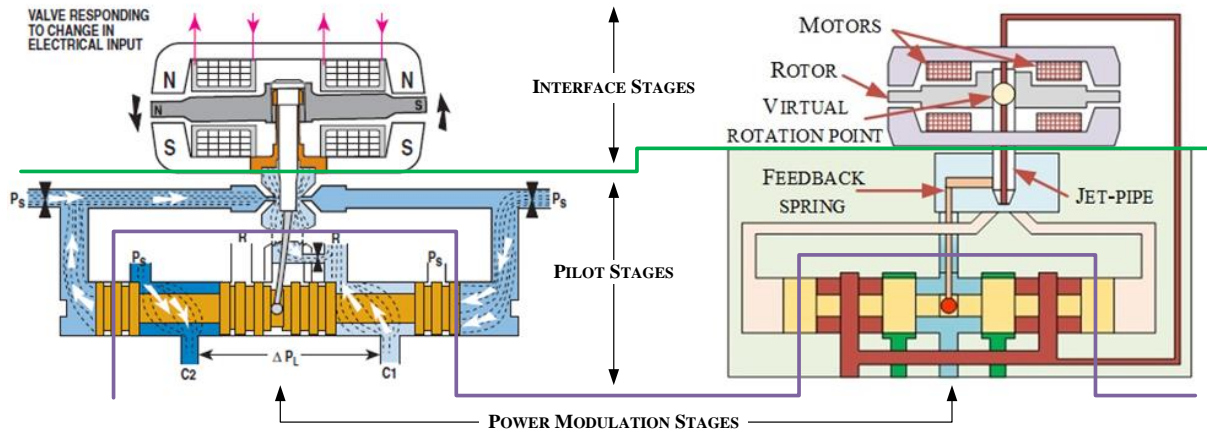 VALVE RESPONDING
TO CHANGE IN
ELECTRICAL INPUT
N
N
N
S
S
S
PS
PS
R
R
PS
PS
Δ PL
C2
C1
INTERFACE STAGES
PILOT STAGES
POWER MODULATION STAGES
MOTORS
ROTOR
VIRTUAL
ROTATION POINT
FEEDBACK
SPRING
JET-PIPE